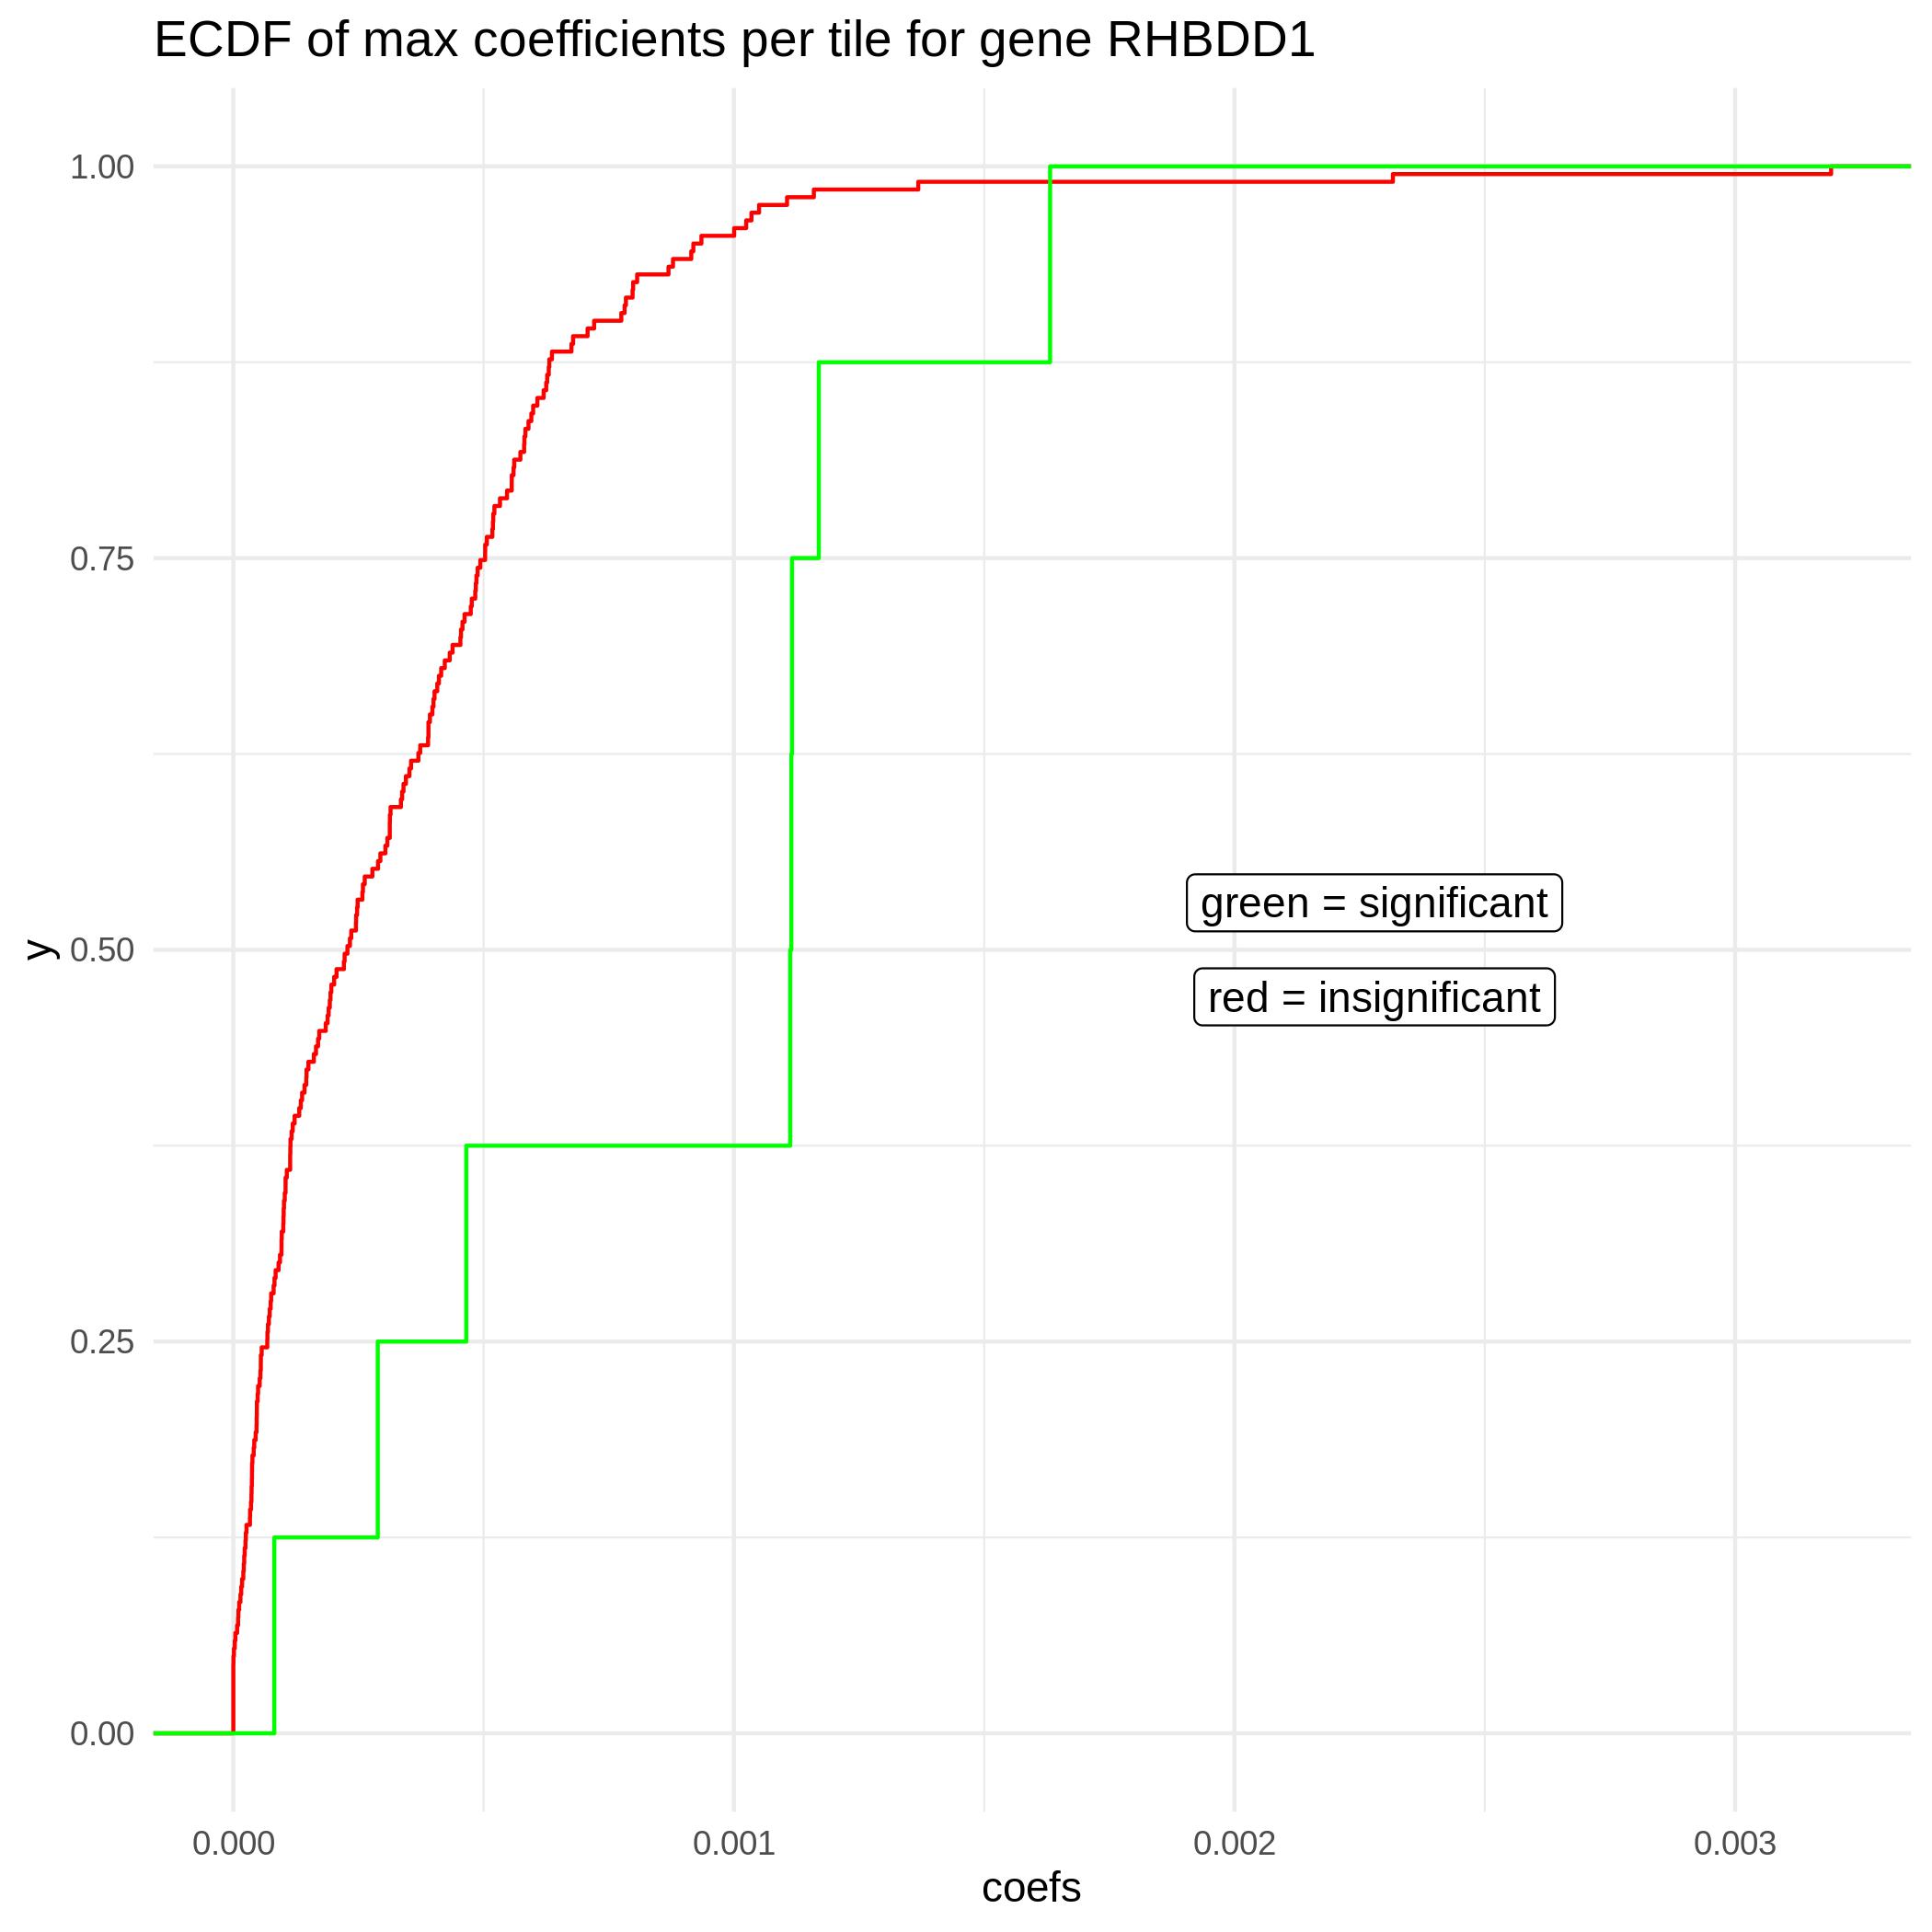 ECDF of max coefficients per tile for gene RHBDD1
1.00
0.75
green = significant
y
0.50
red = insignificant
0.25
0.00
0.000
0.001
0.002
0.003
coefs